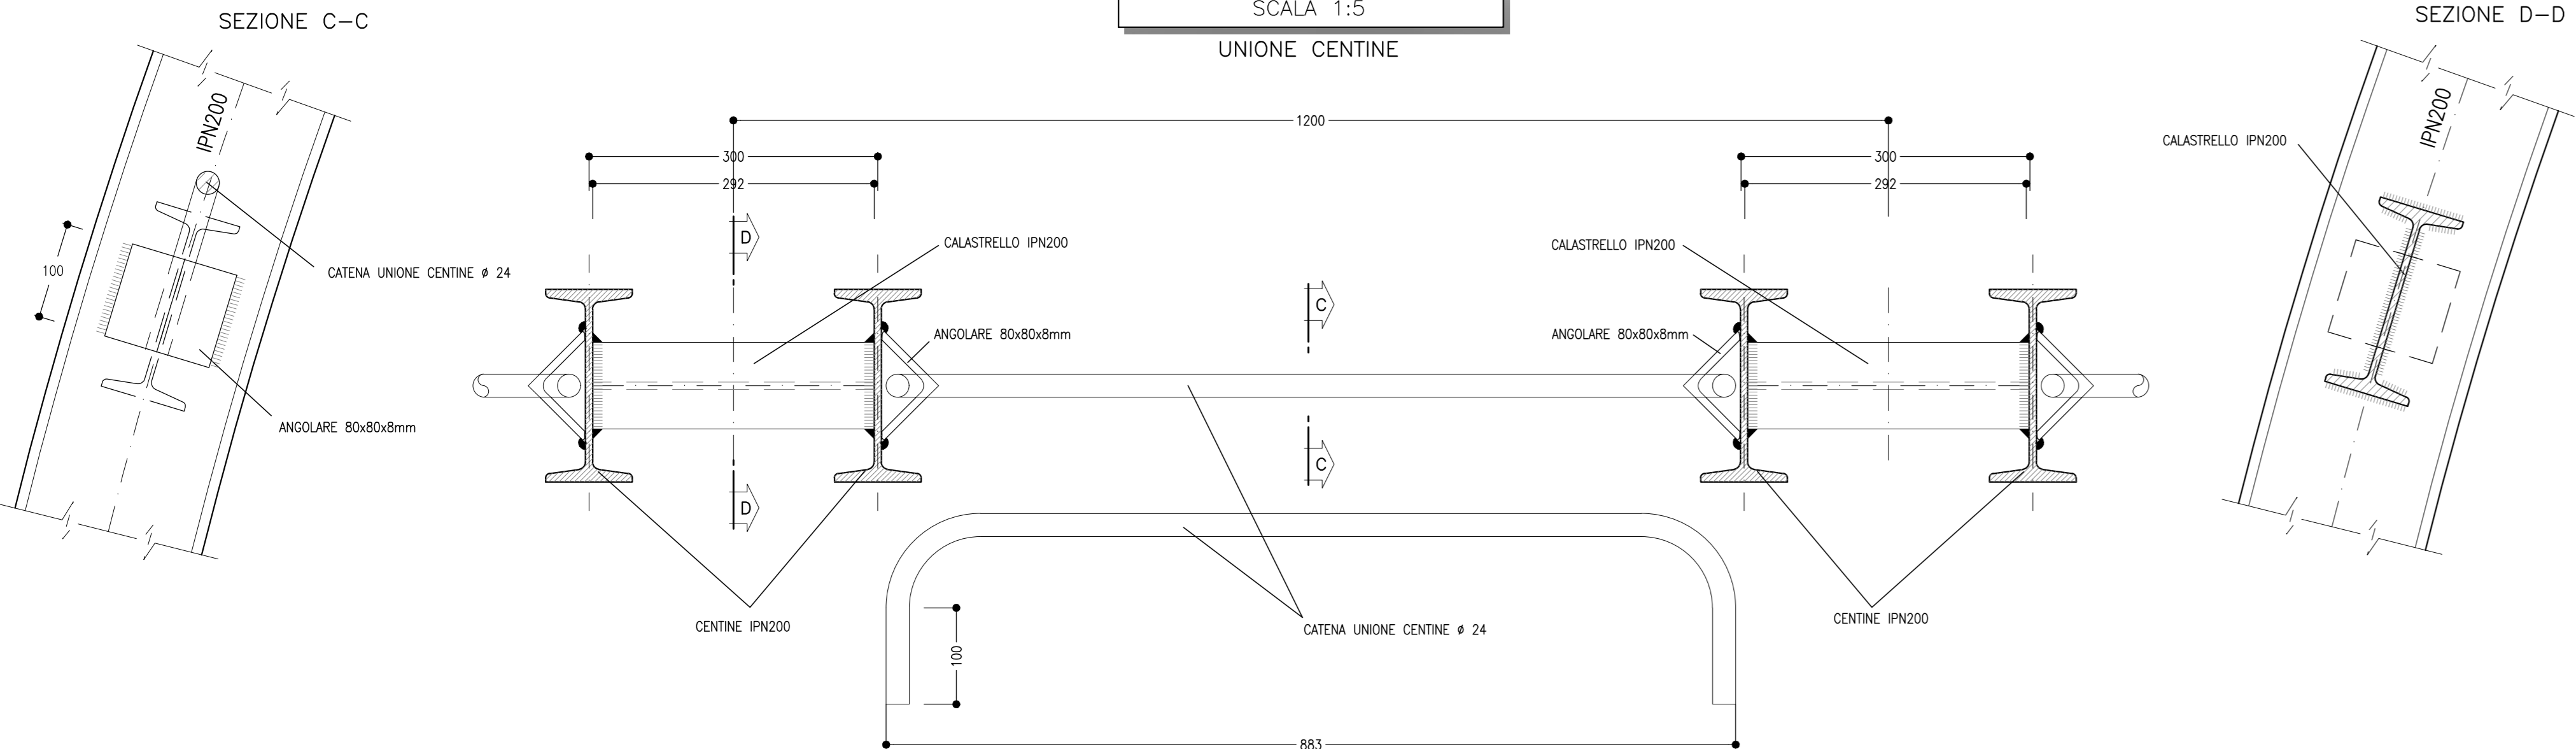 SEZIONE C-C
SCALA 1:5
UNIONE CENTINE
SEZIONE D-D
IPN200
100
CATENA UNIONE CENTINE ø 24
ANGOLARE 80x80x8mm
1200
300
292
300
292
D
D
CALASTRELLO IPN200
ANGOLARE 80x80x8mm
C
C
CALASTRELLO IPN200
ANGOLARE 80x80x8mm
CENTINE IPN200
CENTINE IPN200
CATENA UNIONE CENTINE ø 24
100
883
CALASTRELLO IPN200
IPN200